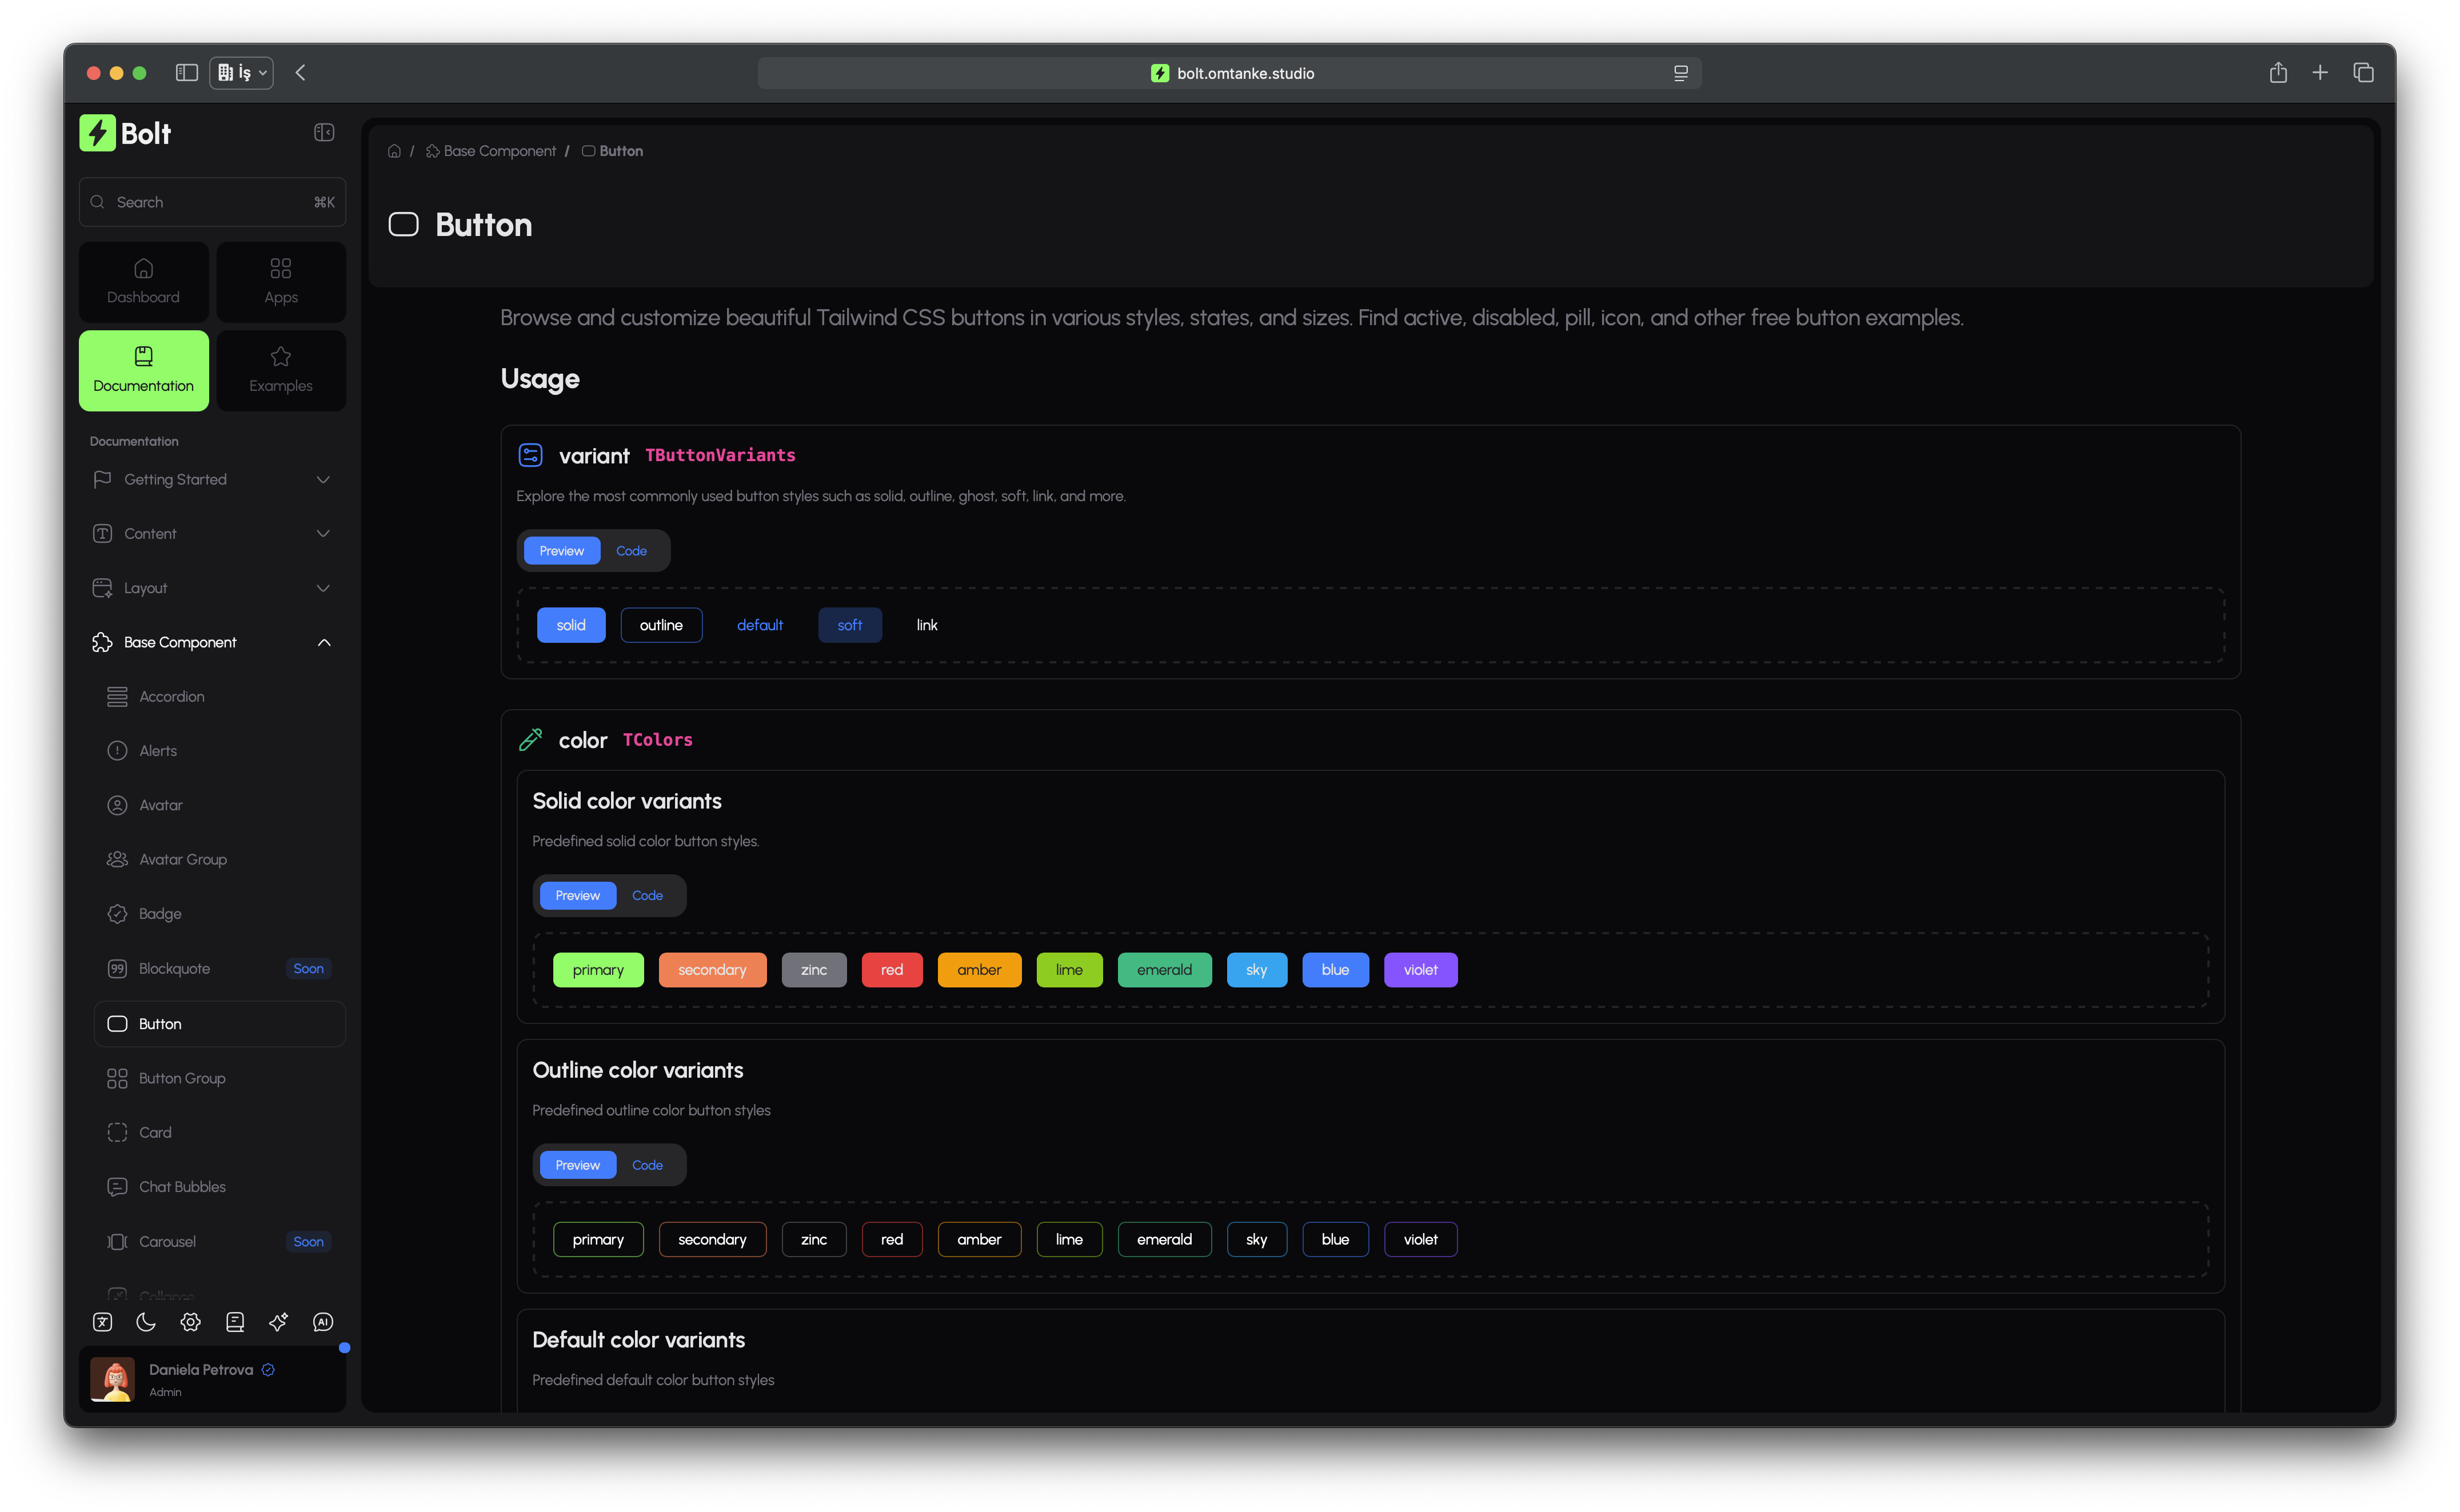 İş
bolt.omtanke.studio
Bolt
Search ⌘K
Dashboard
Apps
Documentation
Examples
Documentation
Getting Started
Content
Layout
Base Component
Accordion
Alerts
Avatar
Avatar Group
Badge
Blockquote Soon
Button
Button Group
Card
Chat Bubbles
Carousel Soon
Collapse
AI
Daniela Petrova
Admin
/ Base Component / Button
Button
Browse and customize beautiful Tailwind CSS buttons in various styles, states, and sizes. Find active, disabled, pill, icon, and other free button examples.
Usage
variant TButtonVariants
Explore the most commonly used button styles such as solid, outline, ghost, soft, link, and more.
Preview Code
solid outline default soft link
color TColors
Solid color variants
Predefined solid color button styles.
Preview Code
primary secondary zinc red amber lime emerald sky blue violet
Outline color variants
Predefined outline color button styles
Preview Code
primary secondary zinc red amber lime emerald sky blue violet
Default color variants
Predefined default color button styles